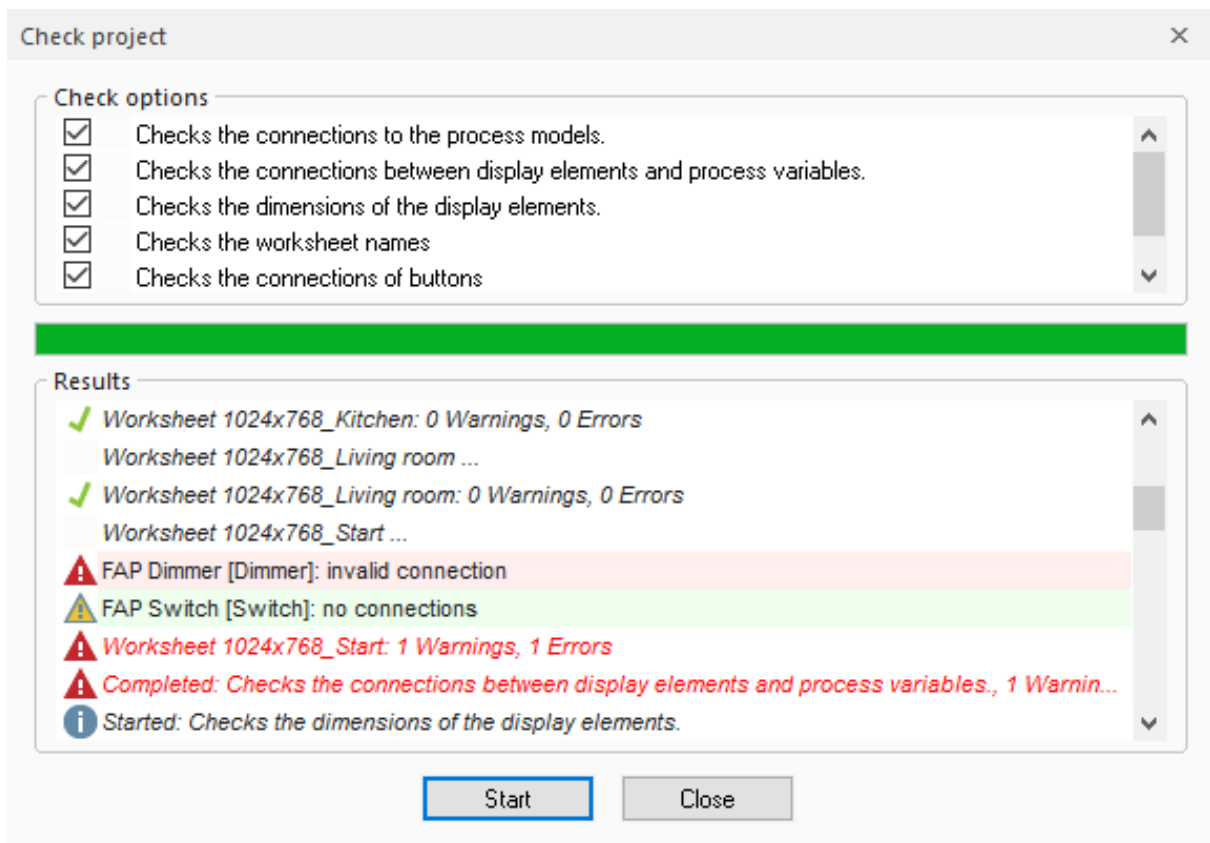 Check project
Check options
Checks the connections to the process models.
Checks the connections between display elements and process variables.
Checks the dimensions of the display elements.
Checks the worksheet names
Checks the connections of buttons
Results
Worksheet 1024x768_Kitchen: 0 Warnings, 0 Errors
Worksheet 1024x768_Living room ...
Worksheet 1024x768_Living room: 0 Warnings, 0 Errors
Worksheet 1024x768_Start ...
FAP Dimmer [Dimmer]: invalid connection
FAP Switch [Switch]: no connections
Worksheet 1024x768_Start: 1 Warnings, 1 Errors
Completed: Checks the connections between display elements and process variables., 1 Warnin...
Started: Checks the dimensions of the display elements.
Start Close